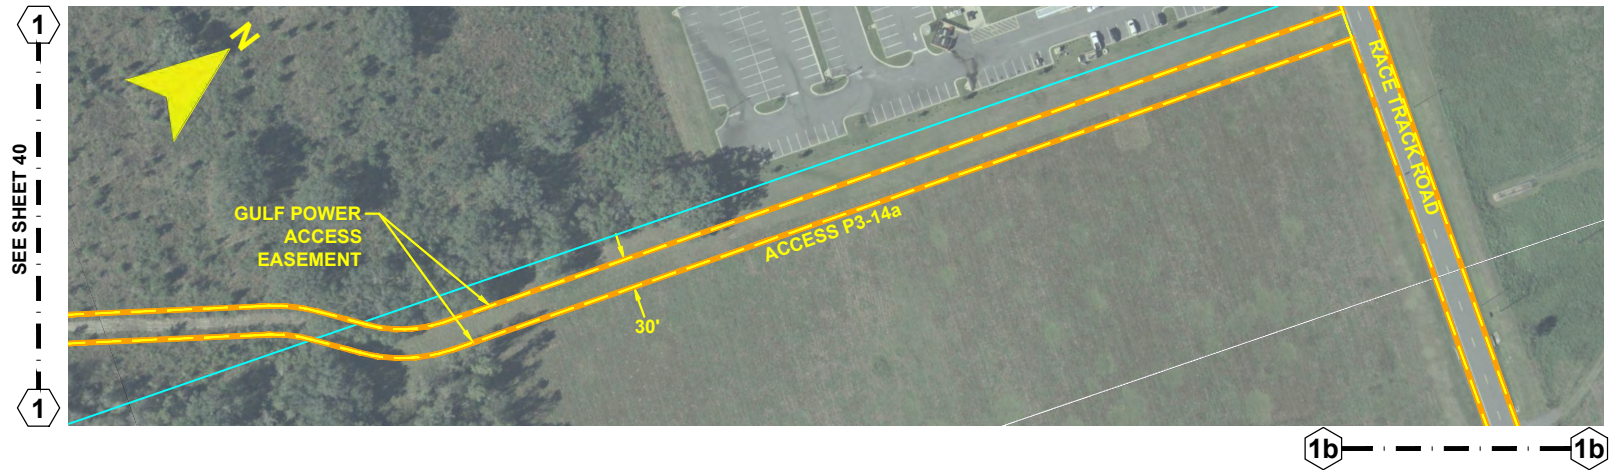 1
N
SEE SHEET 40
RACE TRACK ROAD
GULF POWER
ACCESS
EASEMENT
ACCESS P3-14a
30'
1
1b
1b